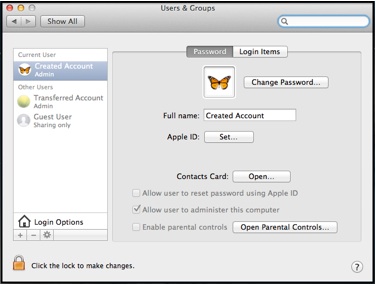 Users & Groups
Show All
Password Login Items
Current User
Created Account
Admin
Other Users
Transferred Account
Admin
Guest User
Sharing only
Login Options
Change Password...
Full name: Created Account
Apple ID: Set...
Contacts Card: Open...
Allow user to reset password using Apple ID
Allow user to administer this computer
Enable parental controls Open Parental Controls...
Click the lock to make changes.
?